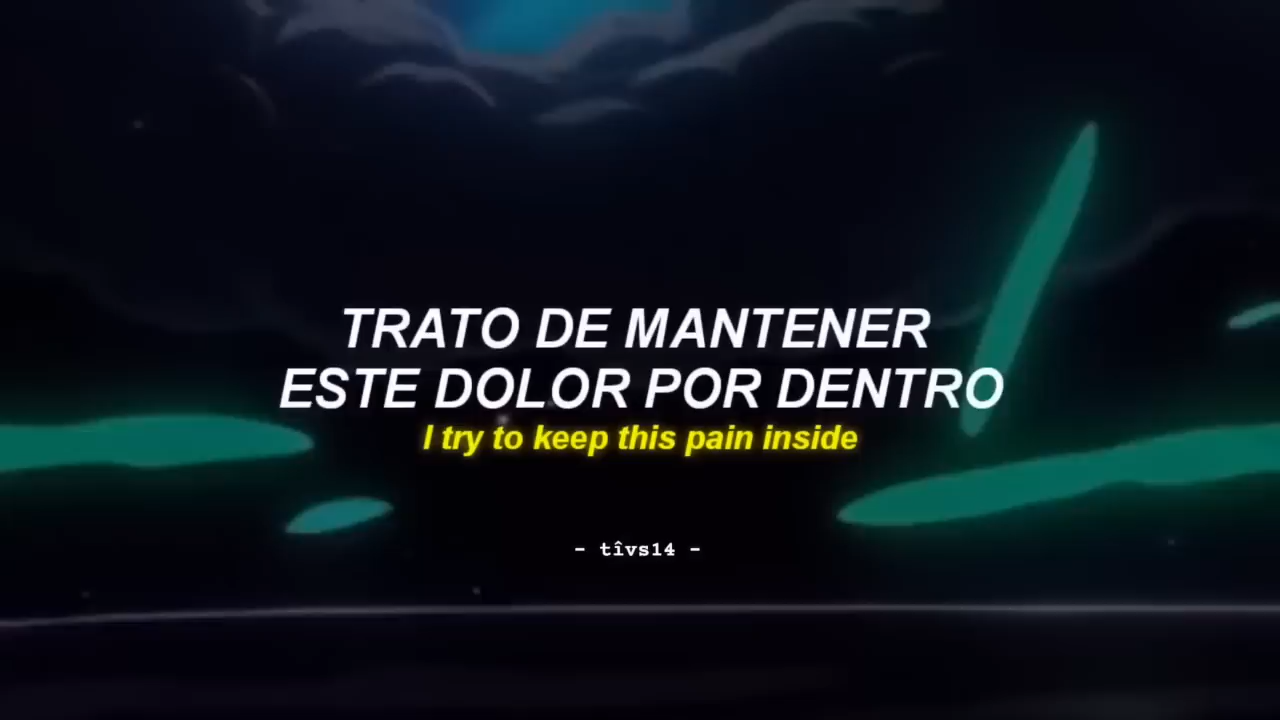 TRATO DE MANTENER
ESTE DOLOR POR DENTRO
I try to keep this pain inside
- tîvs14 -